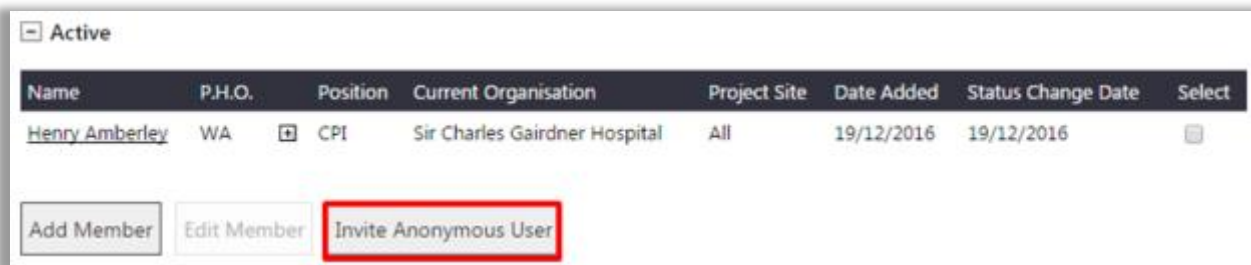 Active
Name P.H.O. Position Current Organisation Project Site Date Added Status Change Date Select
Henry Amberley WA CPI Sir Charles Gairdner Hospital All 19/12/2016 19/12/2016
Add Member Edit Member Invite Anonymous User